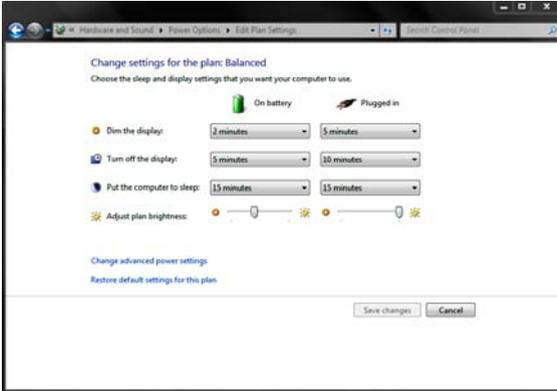 « Hardware and Sound ▸ Power Options ▸ Edit Plan Settings
Search Control Panel
Change settings for the plan: Balanced
Choose the sleep and display settings that you want your computer to use.
On battery Plugged in
Dim the display: 2 minutes 5 minutes
Turn off the display: 5 minutes 10 minutes
Put the computer to sleep: 15 minutes 15 minutes
Adjust plan brightness:
Change advanced power settings
Restore default settings for this plan
Save changes Cancel